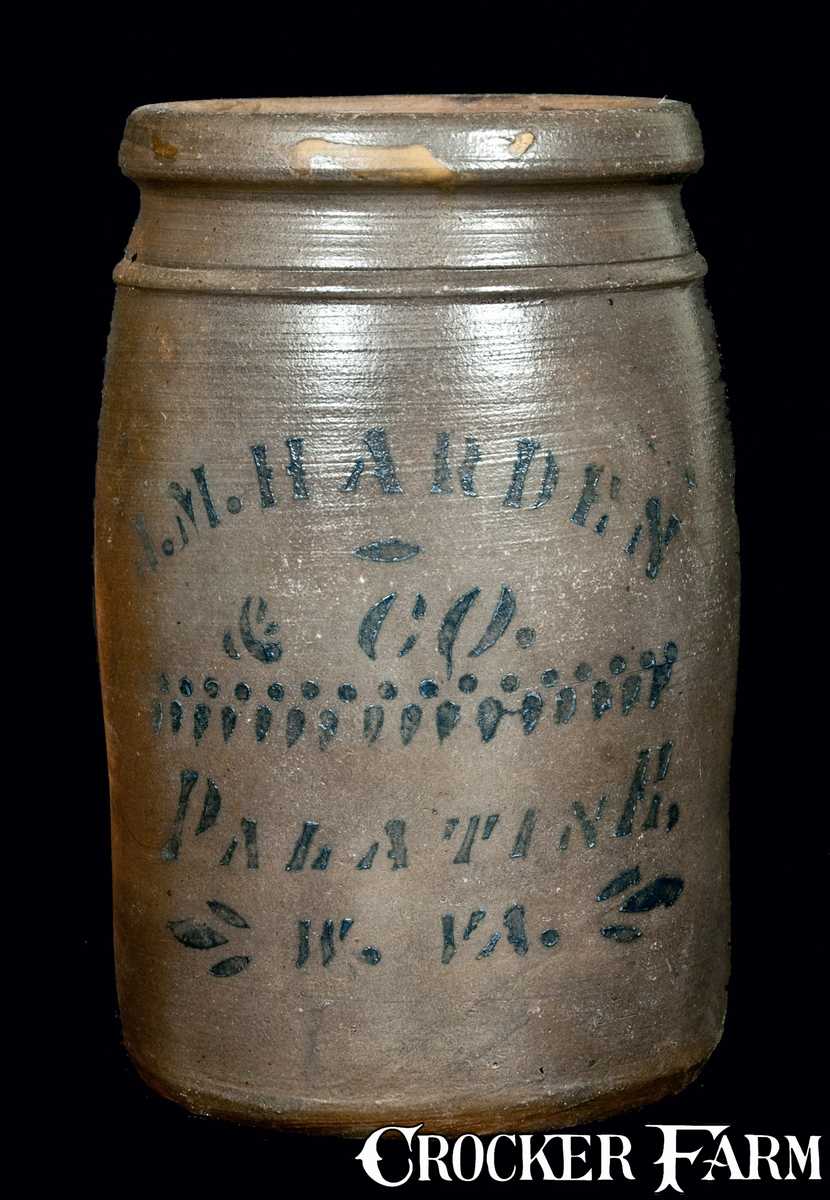 J.M. HARDEN
& CO.
PALATINE,
W. VA.
CROCKER FARM